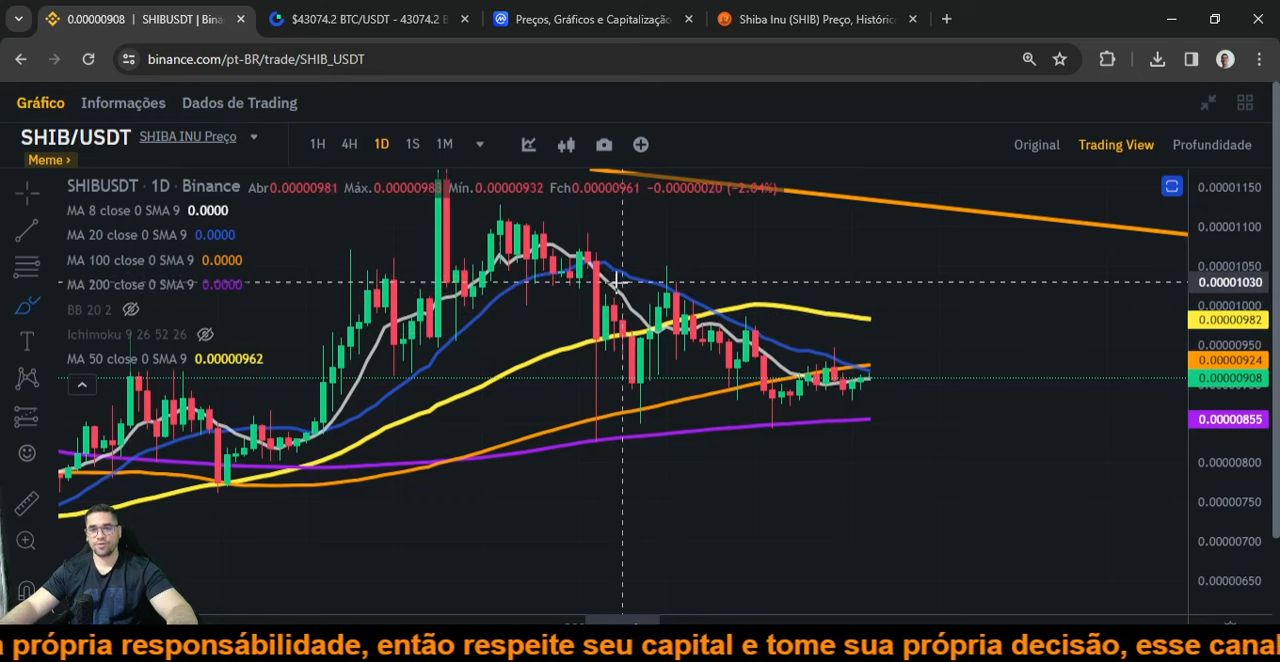 0.00000908 | SHIBUSDT | Bina
$43074.2 BTC/USDT - 43074.2 B
Preços, Gráficos e Capitalização
Shiba Inu (SHIB) Preço, Históric
binance.com/pt-BR/trade/SHIB_USDT
Gráfico Informações Dados de Trading
SHIB/USDT SHIBA INU Preço
Meme ›
1H 4H 1D 1S 1M
Original Trading View Profundidade
SHIBUSDT · 1D · Binance Abr0.00000981 Máx.0.00000983 Mín.0.00000932 Fch0.00000961 −0.00000020 (−2.04%)
MA 8 close 0 SMA 9 0.0000
MA 20 close 0 SMA 9 0.0000
MA 100 close 0 SMA 9 0.0000
MA 200 close 0 SMA 9 0.0000
BB 20 2
Ichimoku 9 26 52 26
MA 50 close 0 SMA 9 0.00000962
0.00001150
0.00001100
0.00001050
0.00001030
0.00001000
0.00000982
0.00000950
0.00000924
0.00000908
0.00000855
0.00000800
0.00000750
0.00000700
0.00000650
própria responsábilidade, então respeite seu capital e tome sua própria decisão, esse cana